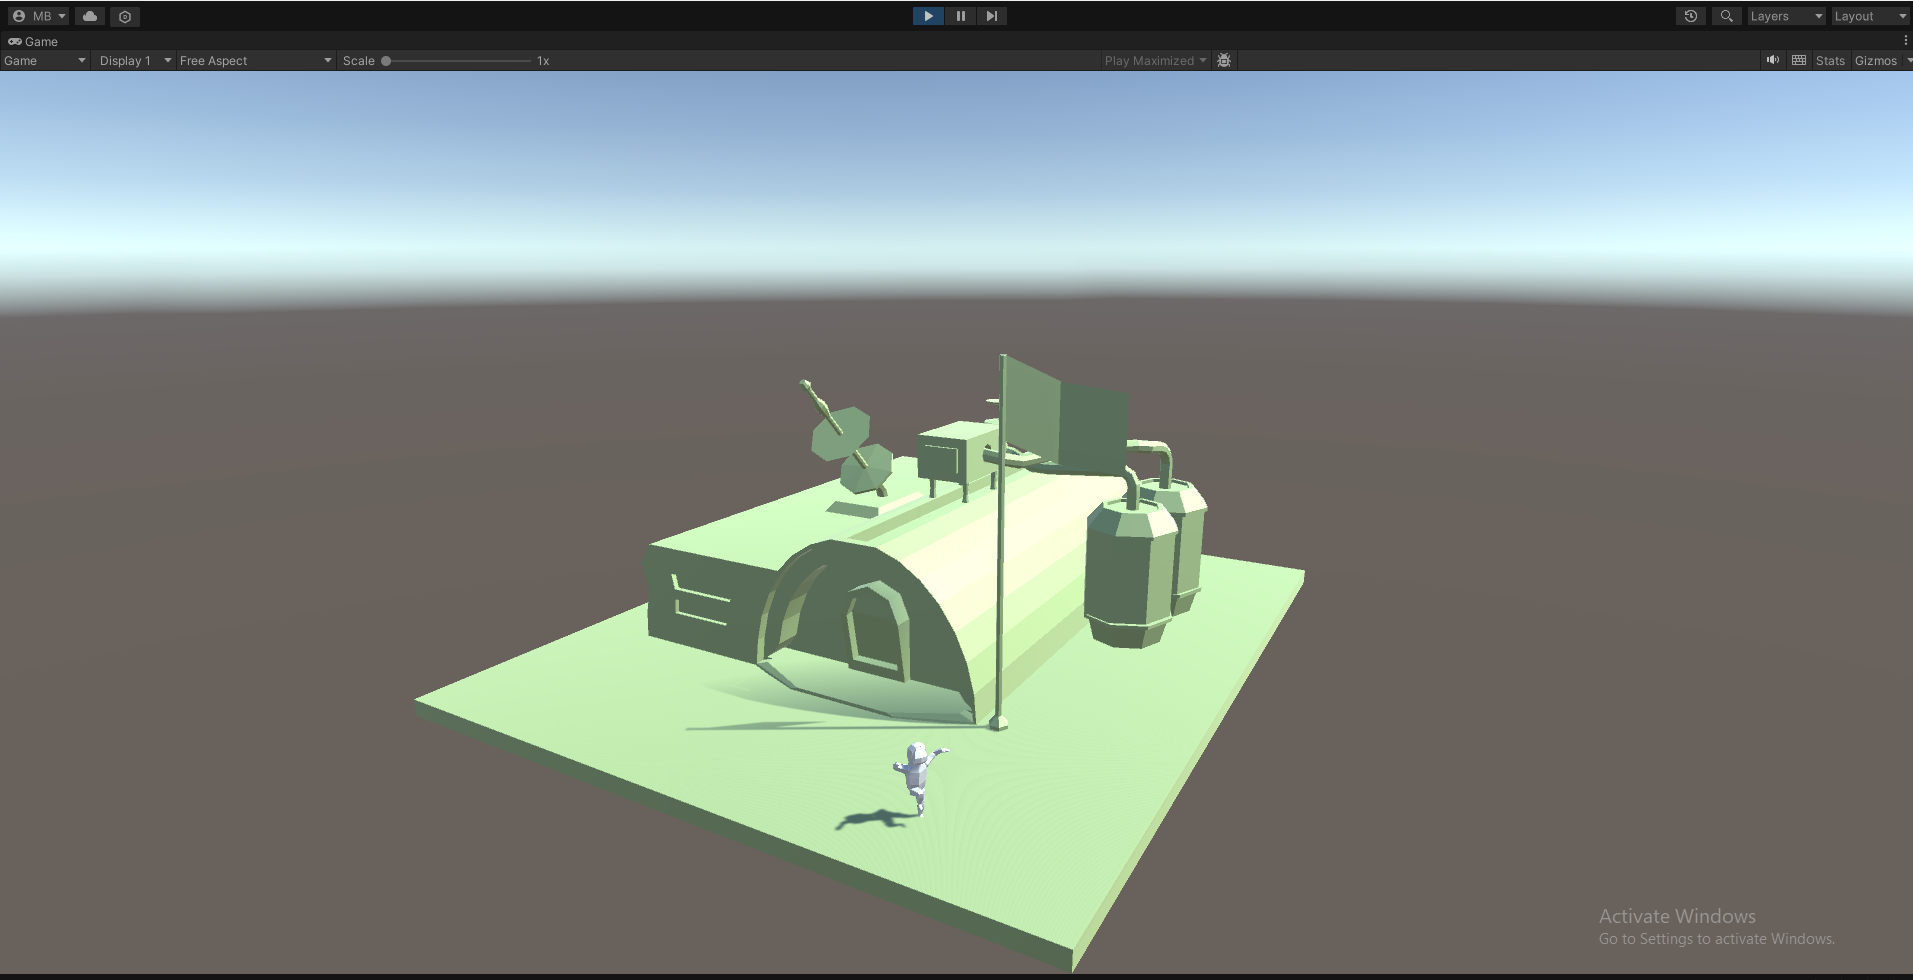 MB
Layers
Layout
Game
Game
Display 1
Free Aspect
Scale
1x
Play Maximized
Stats
Gizmos
Activate Windows
Go to Settings to activate Windows.